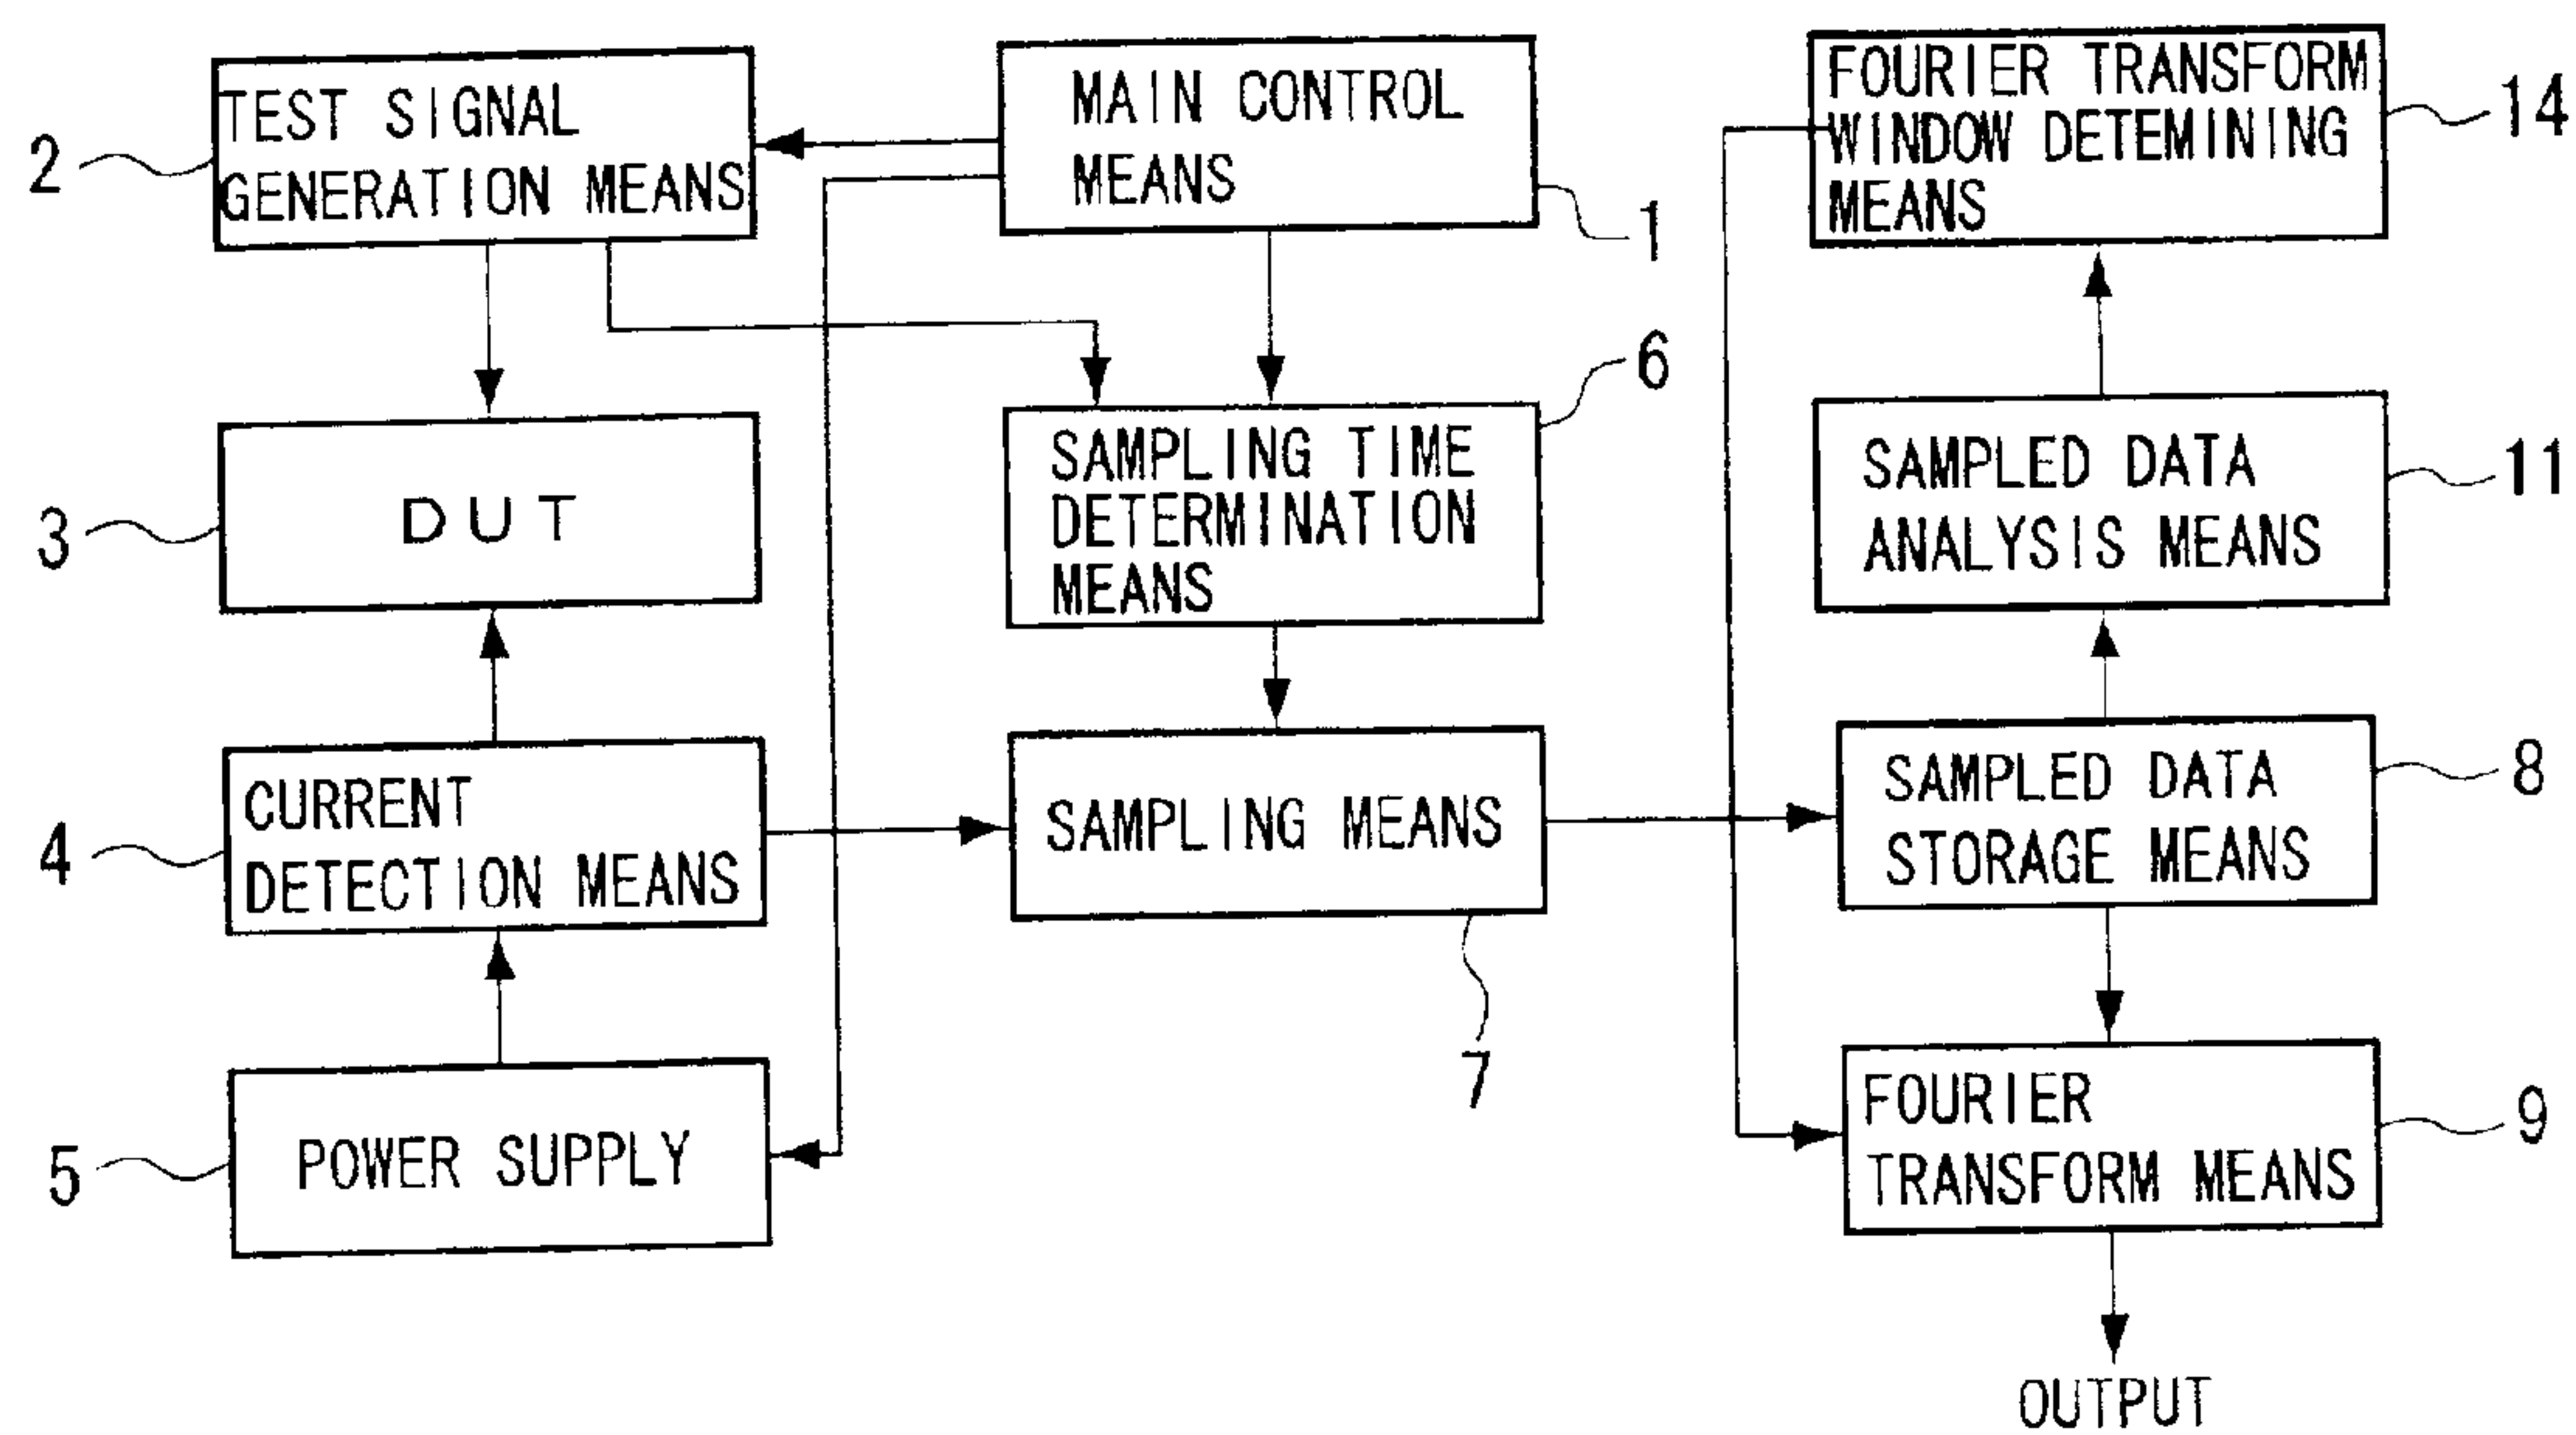 TEST SIGNAL
GENERATION MEANS
2
MAIN CONTROL
MEANS
1
FOURIER TRANSFORM
WINDOW DETEMINING
MEANS
14
DUT
3
SAMPLING TIME
DETERMINATION
MEANS
6
SAMPLED DATA
ANALYSIS MEANS
11
CURRENT
DETECTION MEANS
4
SAMPLING MEANS
7
SAMPLED DATA
STORAGE MEANS
8
POWER SUPPLY
5
FOURIER
TRANSFORM MEANS
9
OUTPUT